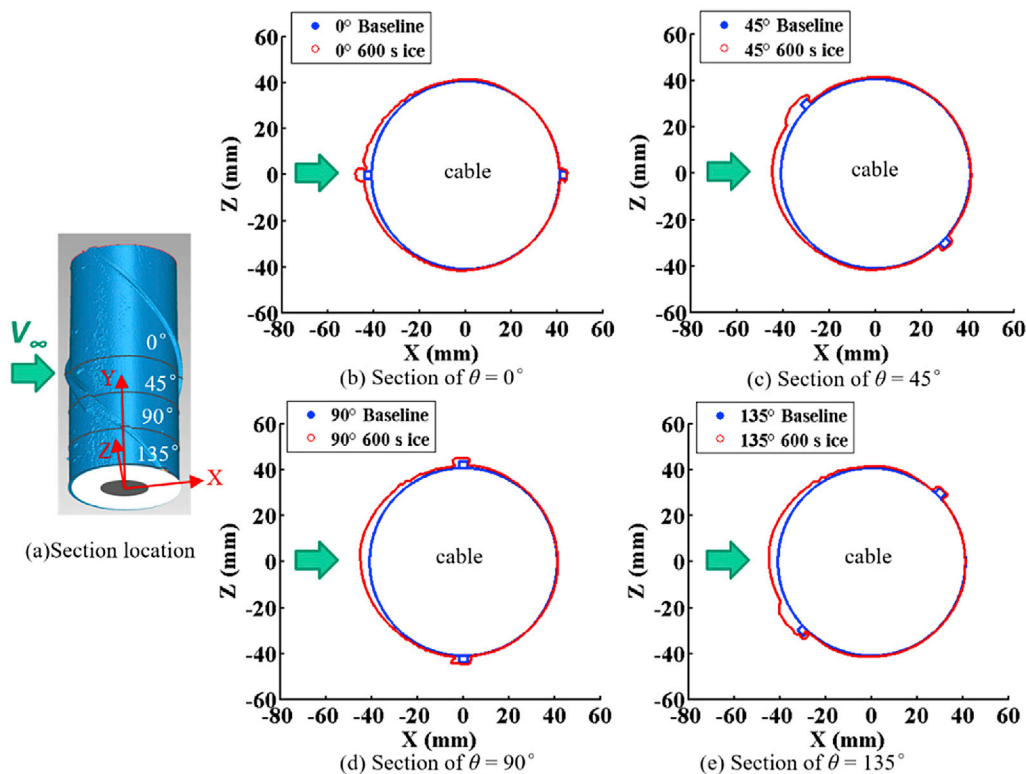 0° Baseline
0° 600 s ice
60
40
20
0
-20
-40
-60
Z (mm)
cable
-80 -60 -40 -20 0 20 40 60
X (mm)
(b) Section of θ = 0°
45° Baseline
45° 600 s ice
60
40
20
0
-20
-40
-60
Z (mm)
cable
-80 -60 -40 -20 0 20 40 60
X (mm)
(c) Section of θ = 45°
V∞
0°
45°
90°
135°
Y
Z
X
(a)Section location
90° Baseline
90° 600 s ice
60
40
20
0
-20
-40
-60
Z (mm)
cable
-80 -60 -40 -20 0 20 40 60
X (mm)
(d) Section of θ = 90°
135° Baseline
135° 600 s ice
60
40
20
0
-20
-40
-60
Z (mm)
cable
-80 -60 -40 -20 0 20 40 60
X (mm)
(e) Section of θ = 135°